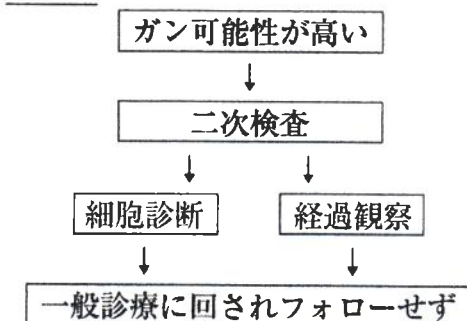 ガン可能性が高い
↓
二次検査
↓ ↓
細胞診断 経過観察
↓ ↓
一般診療に回されフォローせず